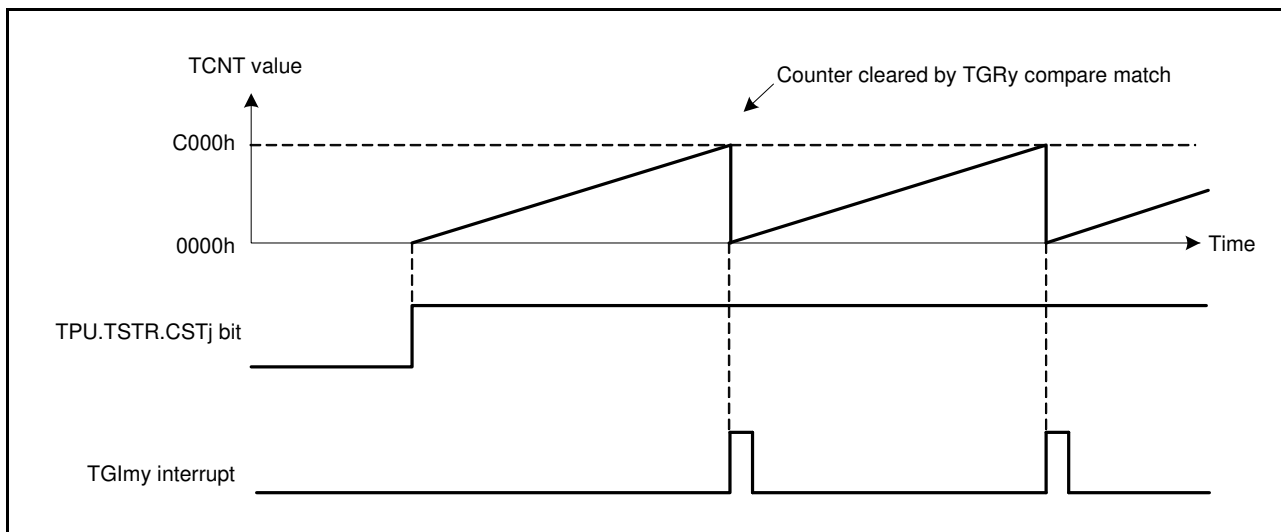 TCNT value
Counter cleared by TGRy compare match
C000h
0000h
Time
TPU.TSTR.CSTj bit
TGImy interrupt